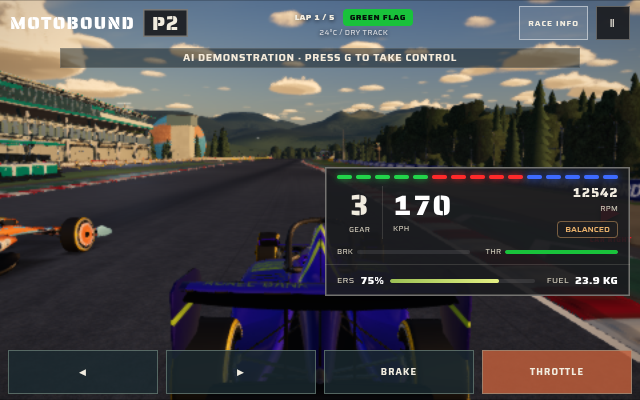 MOTOBOUND P2
LAP 1 / 5 GREEN FLAG
24°C / DRY TRACK
RACE INFO
II
AI DEMONSTRATION - PRESS G TO TAKE CONTROL
3 170 12542
RPM
GEAR KPH BALANCED
BRK THR
ERS 75% FUEL 23.9 KG
◄ ► BRAKE THROTTLE